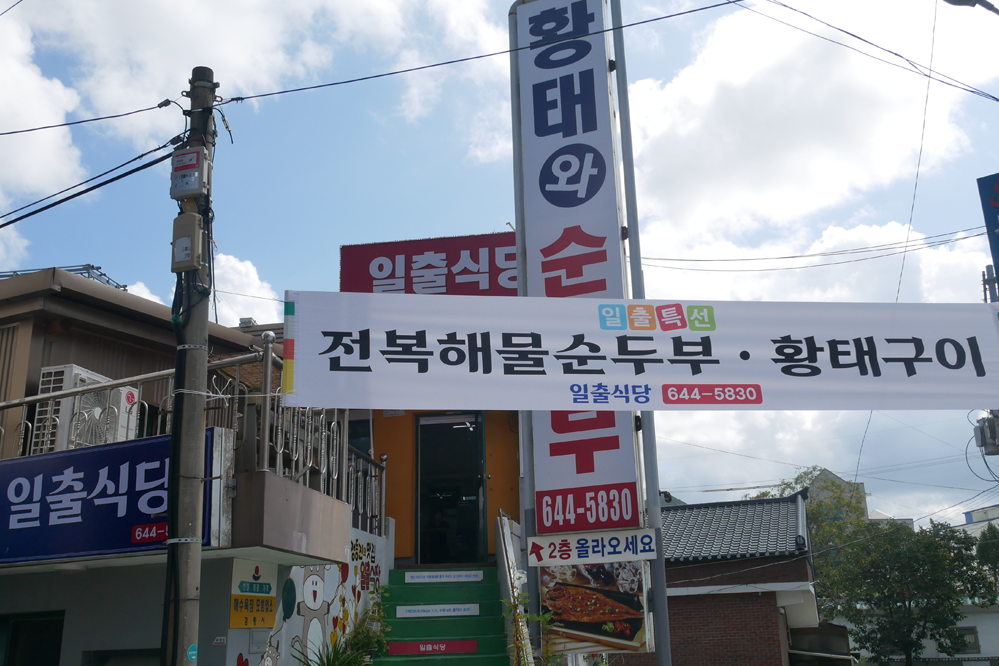 황태와순
부
644-5830
일출식당
일출특선
전복해물순두부 · 황태구이
일출식당 644-5830
일출식당
644-
2층 올라오세요